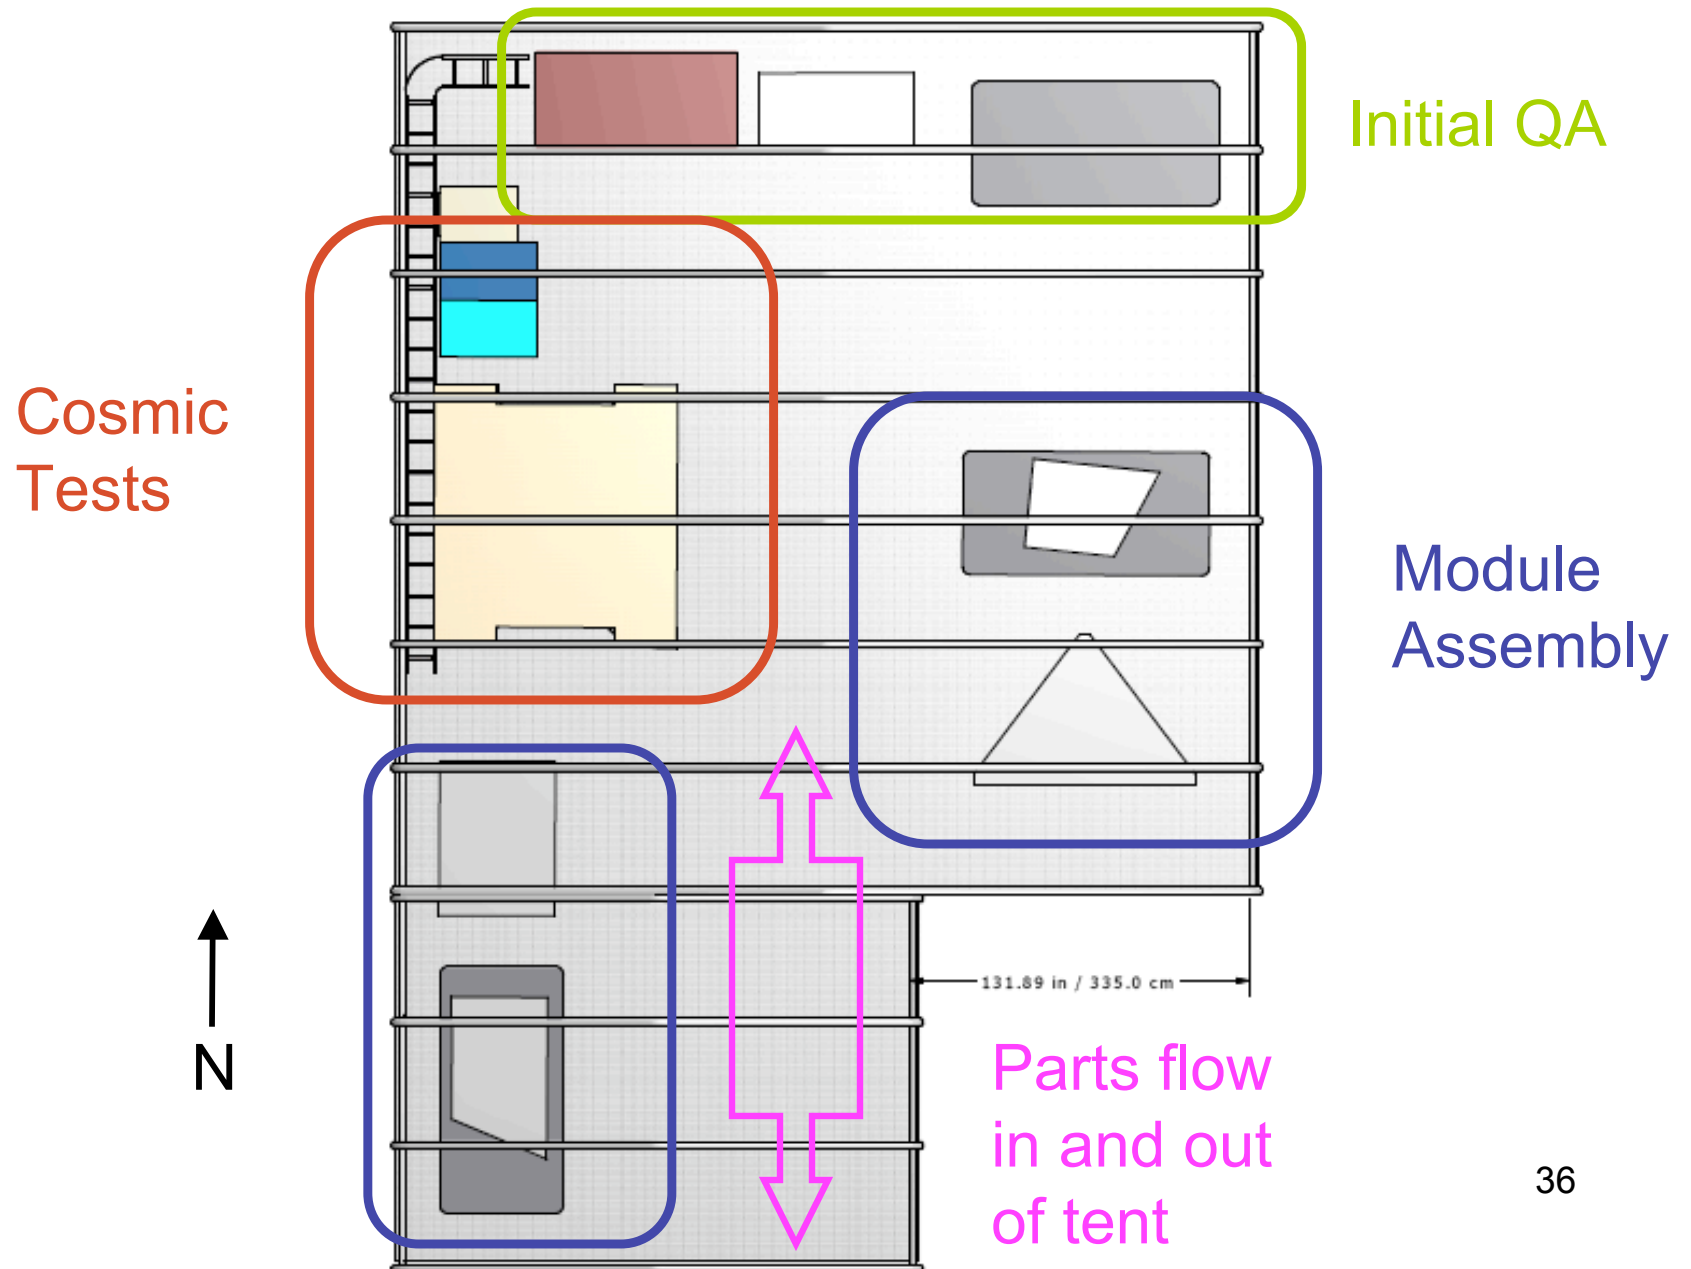 Initial QA
Cosmic
Tests
Module
Assembly
131.89 in / 335.0 cm
N
Parts flow
in and out
of tent
36